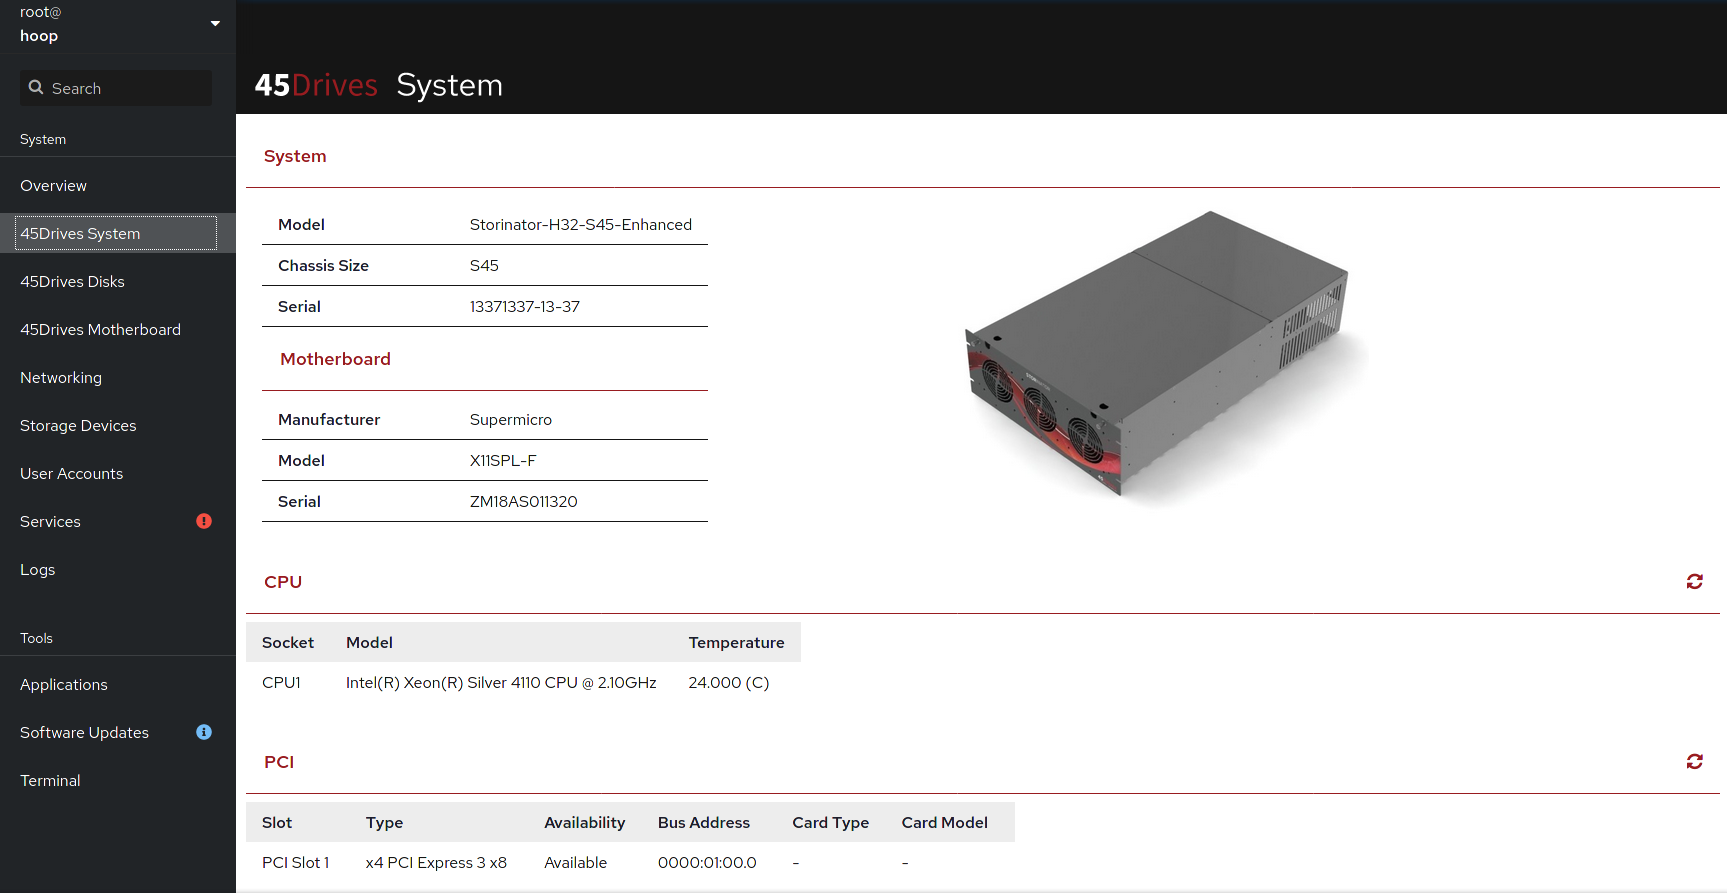 root@
hoop
Search
System
Overview
45Drives System
45Drives Disks
45Drives Motherboard
Networking
Storage Devices
User Accounts
Services
Logs
Tools
Applications
Software Updates
Terminal
45Drives System
System
Model Storinator-H32-S45-Enhanced
Chassis Size S45
Serial 13371337-13-37
Motherboard
Manufacturer Supermicro
Model X11SPL-F
Serial ZM18AS011320
CPU
Socket Model Temperature
CPU1 Intel(R) Xeon(R) Silver 4110 CPU @ 2.10GHz 24.000 (C)
PCI
Slot Type Availability Bus Address Card Type Card Model
PCI Slot 1 x4 PCI Express 3 x8 Available 0000:01:00.0 - -